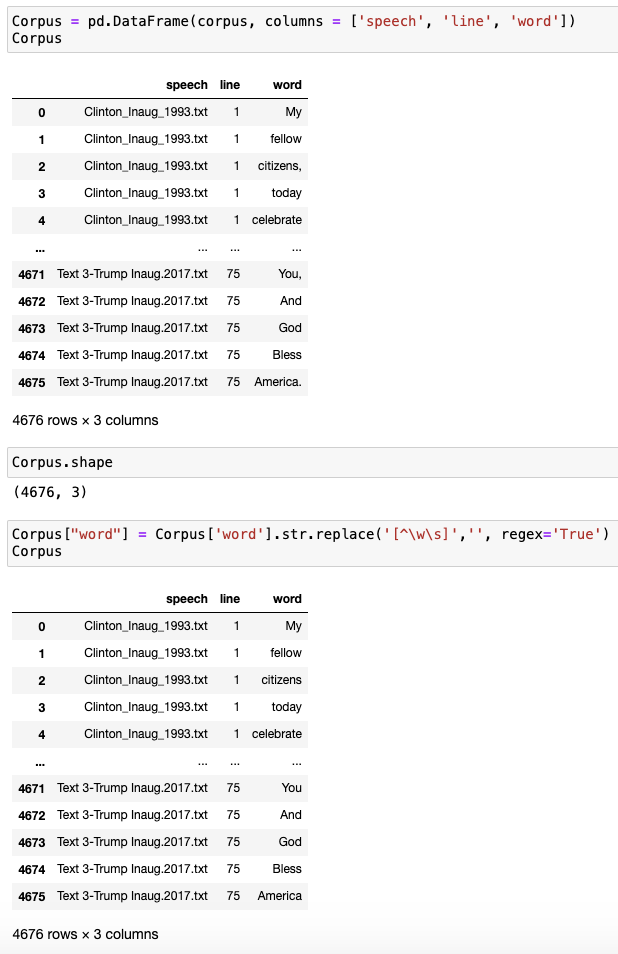 Corpus = pd.DataFrame(corpus, columns = ['speech', 'line', 'word'])
Corpus
speech line word
0 Clinton_Inaug_1993.txt 1 My
1 Clinton_Inaug_1993.txt 1 fellow
2 Clinton_Inaug_1993.txt 1 citizens,
3 Clinton_Inaug_1993.txt 1 today
4 Clinton_Inaug_1993.txt 1 celebrate
... ... ... ...
4671 Text 3-Trump Inaug.2017.txt 75 You,
4672 Text 3-Trump Inaug.2017.txt 75 And
4673 Text 3-Trump Inaug.2017.txt 75 God
4674 Text 3-Trump Inaug.2017.txt 75 Bless
4675 Text 3-Trump Inaug.2017.txt 75 America.
4676 rows × 3 columns
Corpus.shape
(4676, 3)
Corpus["word"] = Corpus['word'].str.replace('[^\w\s]','', regex='True')
Corpus
speech line word
0 Clinton_Inaug_1993.txt 1 My
1 Clinton_Inaug_1993.txt 1 fellow
2 Clinton_Inaug_1993.txt 1 citizens
3 Clinton_Inaug_1993.txt 1 today
4 Clinton_Inaug_1993.txt 1 celebrate
... ... ... ...
4671 Text 3-Trump Inaug.2017.txt 75 You
4672 Text 3-Trump Inaug.2017.txt 75 And
4673 Text 3-Trump Inaug.2017.txt 75 God
4674 Text 3-Trump Inaug.2017.txt 75 Bless
4675 Text 3-Trump Inaug.2017.txt 75 America
4676 rows × 3 columns